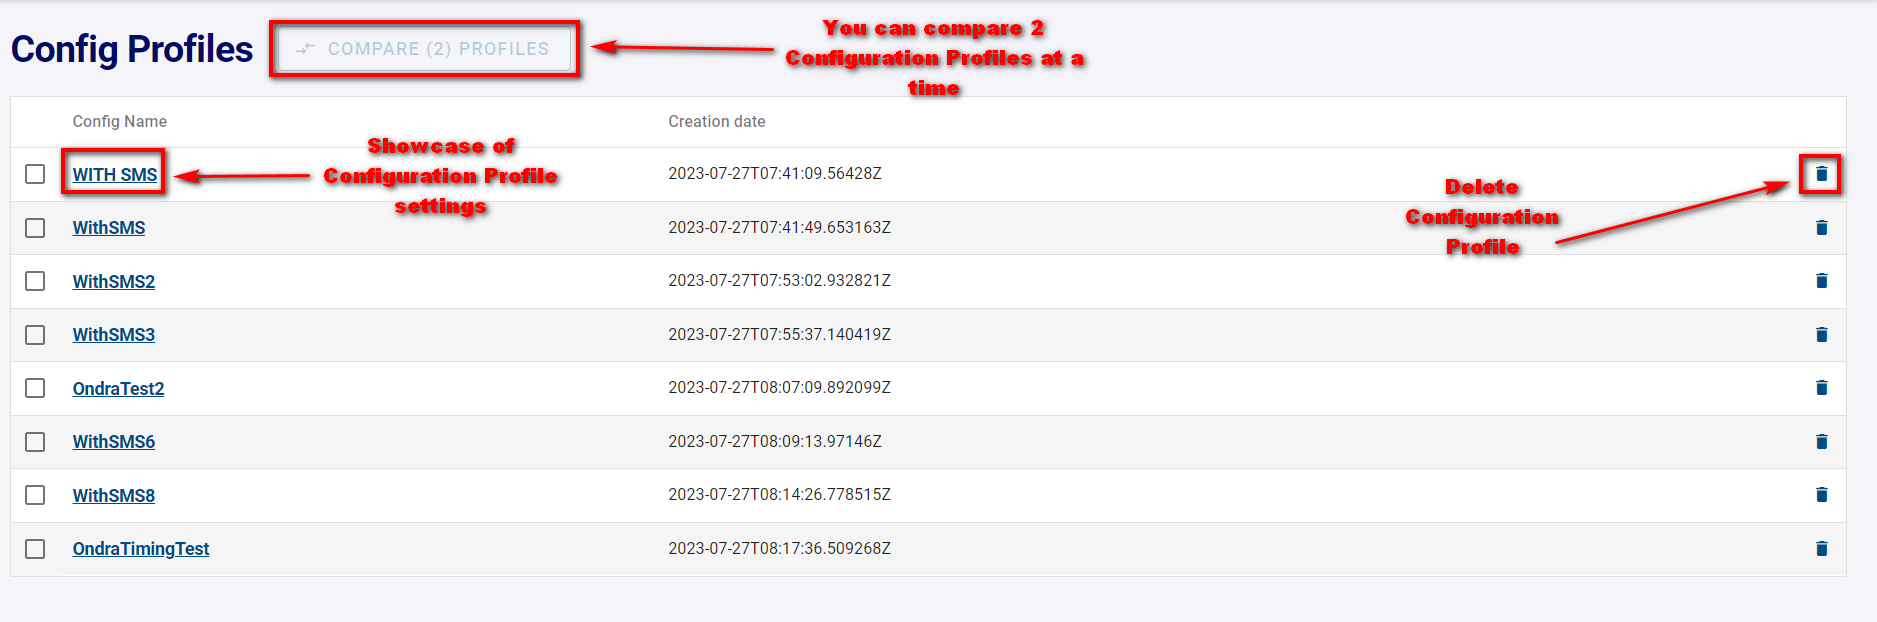 Config Profiles
COMPARE (2) PROFILES
You can compare 2
Configuration Profiles at a
time
Config Name
Creation date
Showcase of
Configuration Profile
settings
WITH SMS
2023-07-27T07:41:09.56428Z
Delete
Configuration
Profile
WithSMS
2023-07-27T07:41:49.653163Z
WithSMS2
2023-07-27T07:53:02.932821Z
WithSMS3
2023-07-27T07:55:37.140419Z
OndraTest2
2023-07-27T08:07:09.892099Z
WithSMS6
2023-07-27T08:09:13.97146Z
WithSMS8
2023-07-27T08:14:26.778515Z
OndraTimingTest
2023-07-27T08:17:36.509268Z